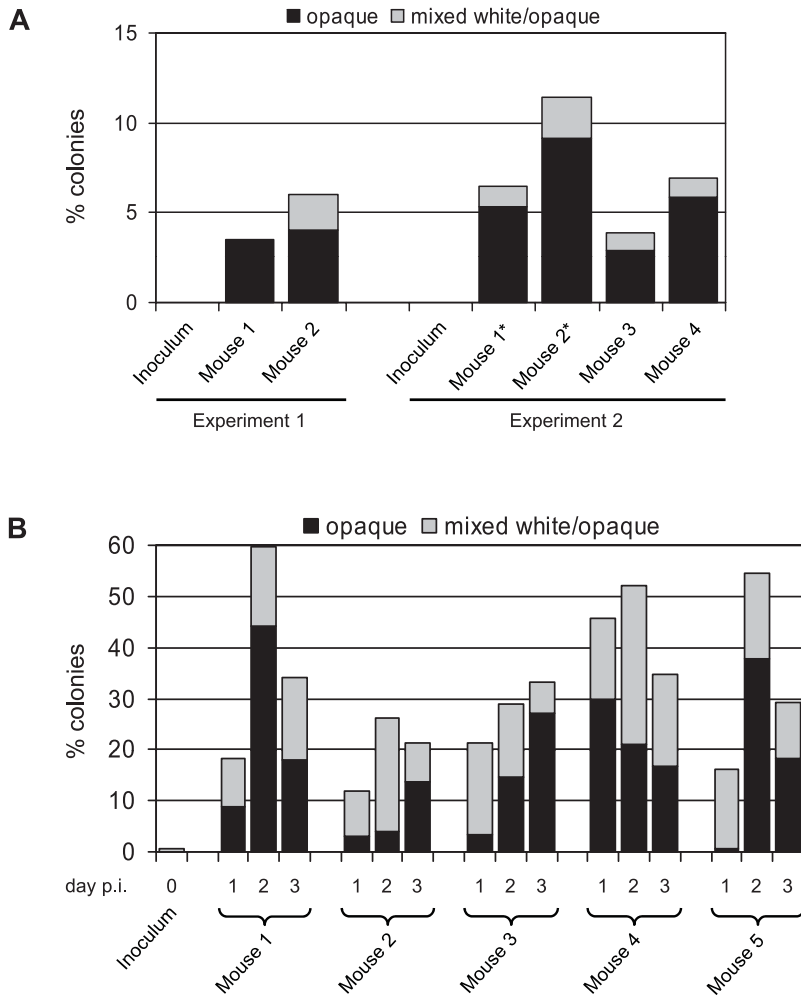 A
opaque mixed white/opaque
15
10
5
0
% colonies
Inoculum Mouse 1 Mouse 2 Inoculum Mouse 1* Mouse 2* Mouse 3 Mouse 4
Experiment 1 Experiment 2
B
opaque mixed white/opaque
60
50
40
30
20
10
0
% colonies
day p.i. 0 1 2 3 1 2 3 1 2 3 1 2 3 1 2 3
Inoculum Mouse 1 Mouse 2 Mouse 3 Mouse 4 Mouse 5